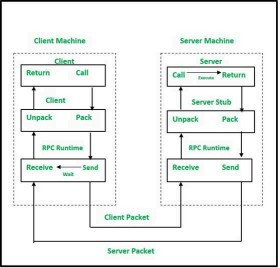 Client Machine
Server Machine
Client
Server
Return Call
Call Execute Return
Client
Server Stub
Unpack Pack
Unpack Pack
RPC Runtime
RPC Runtime
Receive Send
Wait
Receive Send
Client Packet
Server Packet